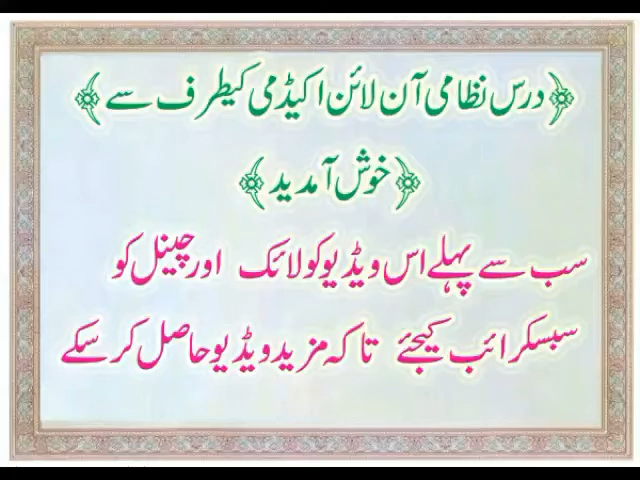 ﴿درس نظامی آن لائن اکیڈمی کیطرف سے﴾
﴿خوش آمدید﴾
سب سے پہلے اس ویڈیو کو لائک اور چینل کو
سبسکرائب کیجئے تاکہ مزید ویڈیو حاصل کر سکے